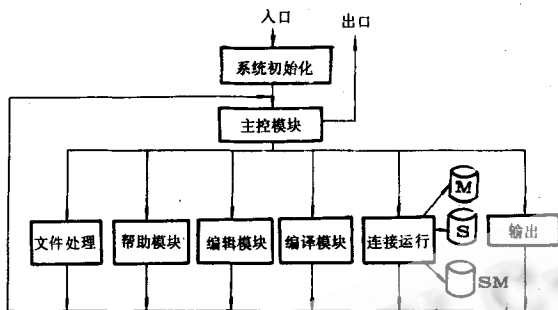 入口
出口
系统初始化
主控模块
M
S
SM
文件处理
帮助模块
编辑模块
编译模块
连接运行
输出